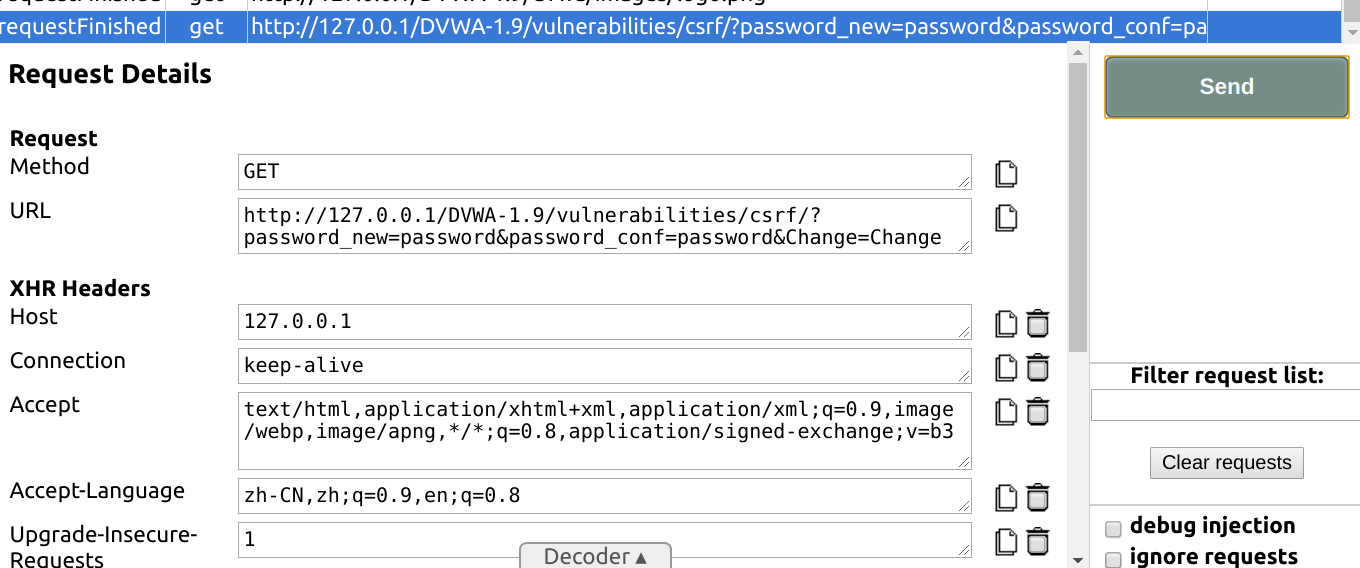 requestFinished get http://127.0.0.1/DVWA-1.9/vulnerabilities/csrf/?password_new=password&password_conf=pa
Request Details
Send
Request
Method
GET
URL
http://127.0.0.1/DVWA-1.9/vulnerabilities/csrf/?
password_new=password&password_conf=password&Change=Change
XHR Headers
Host
127.0.0.1
Connection
keep-alive
Filter request list:
Accept
text/html,application/xhtml+xml,application/xml;q=0.9,image
/webp,image/apng,*/*;q=0.8,application/signed-exchange;v=b3
Clear requests
Accept-Language
zh-CN,zh;q=0.9,en;q=0.8
Upgrade-Insecure-
Requests
1
debug injection
ignore requests
Decoder ▴